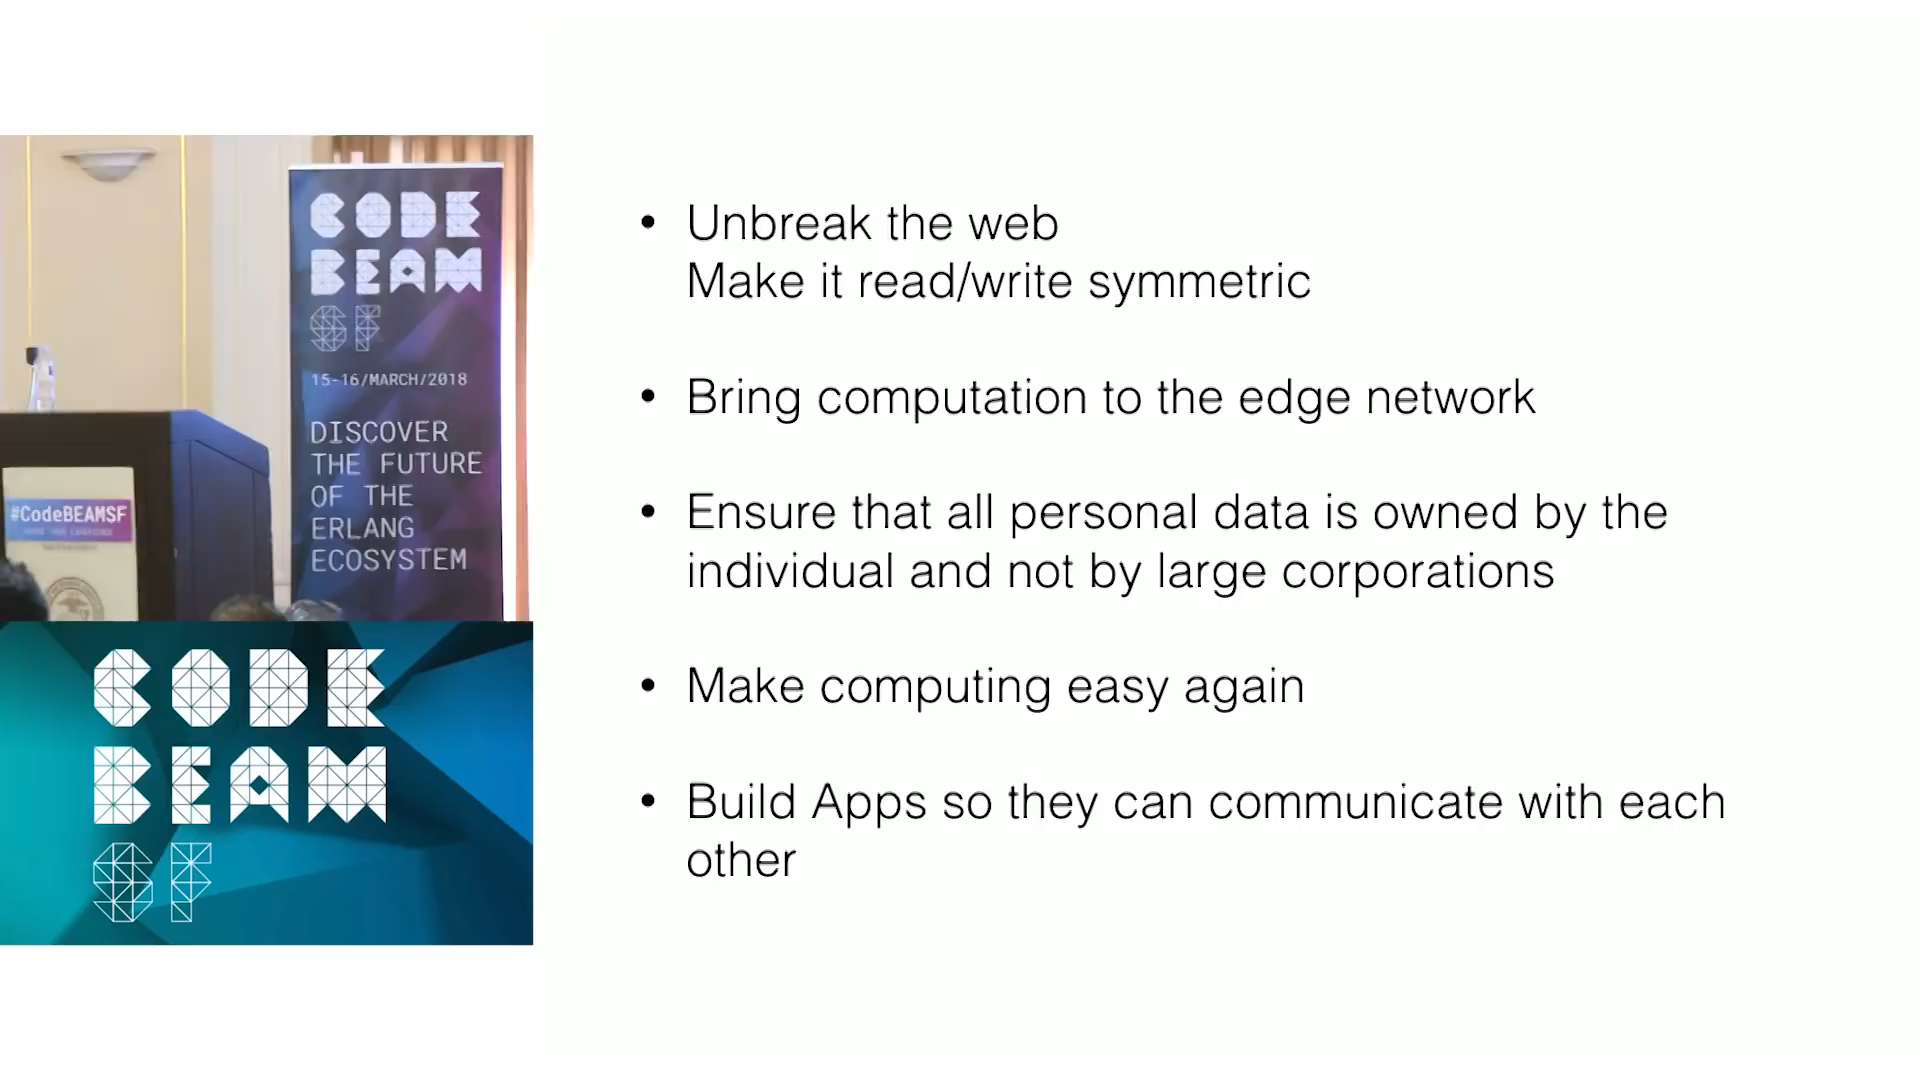 CODE
BEAM
SF
15-16/MARCH/2018
DISCOVER
THE FUTURE
OF THE
ERLANG
ECOSYSTEM
#CodeBEAMSF
CODE
BEAM
SF
• Unbreak the web
Make it read/write symmetric
• Bring computation to the edge network
• Ensure that all personal data is owned by the
individual and not by large corporations
• Make computing easy again
• Build Apps so they can communicate with each
other